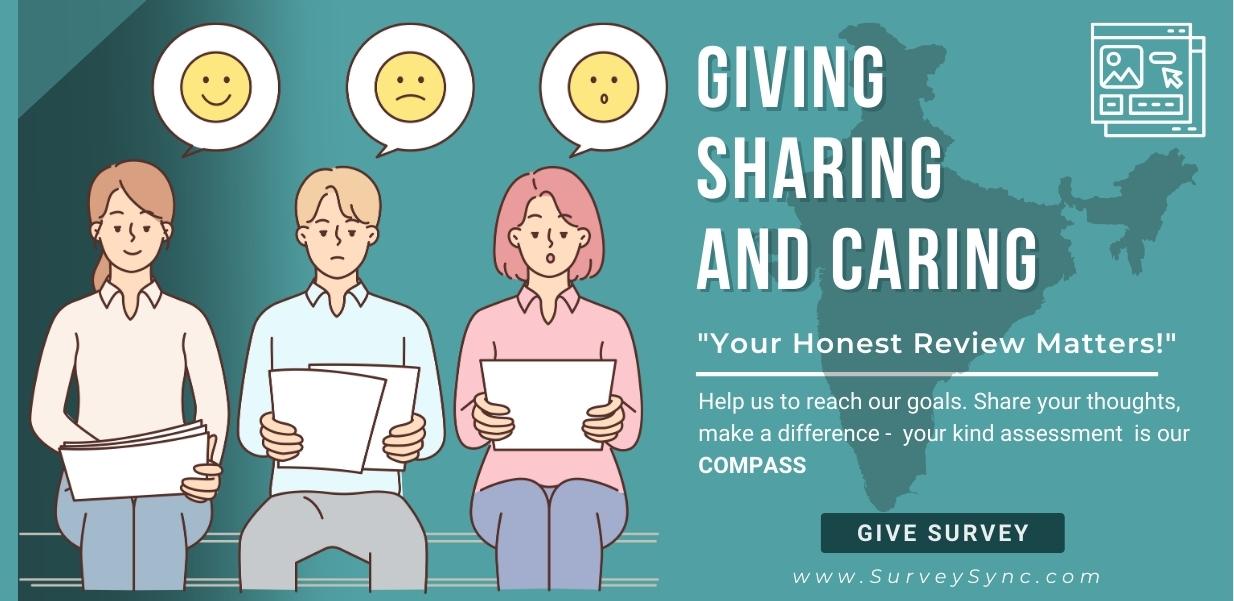 GIVING
SHARING
AND CARING
"Your Honest Review Matters!"
Help us to reach our goals. Share your thoughts,
make a difference - your kind assessment is our
COMPASS
GIVE SURVEY
www.SurveySync.com